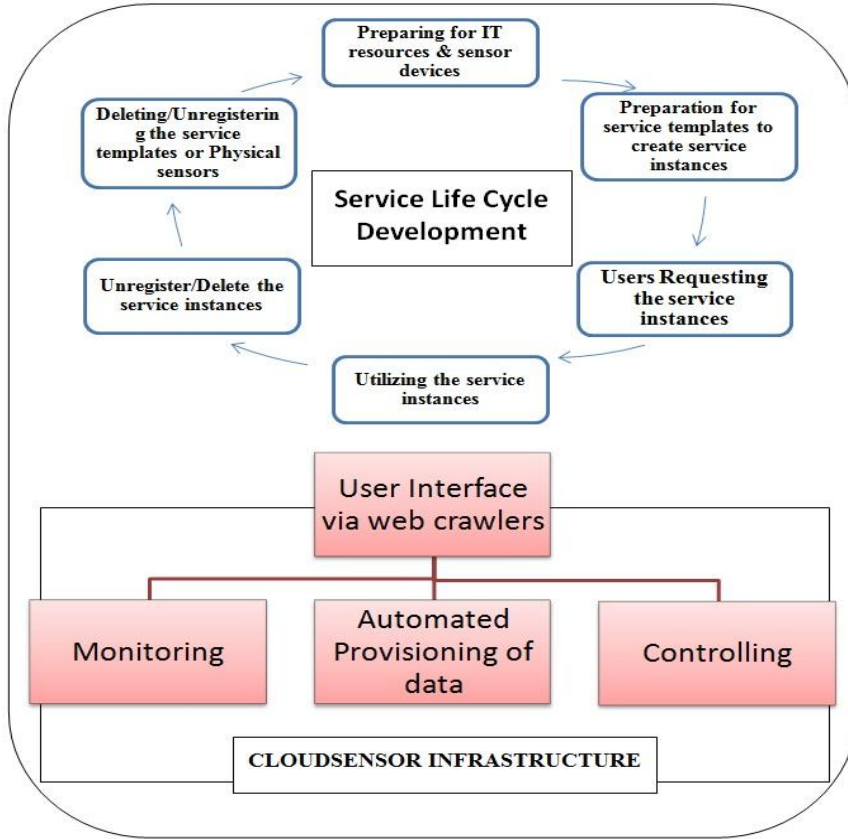 Preparing for IT
resources & sensor
devices
Deleting/Unregisterin
g the service
templates or Physical
sensors
Preparation for
service templates to
create service
instances
Service Life Cycle
Development
Unregister/Delete the
service instances
Users Requesting
the service
instances
Utilizing the service
instances
User Interface
via web crawlers
Monitoring
Automated
Provisioning of
data
Controlling
CLOUDSENSOR INFRASTRUCTURE